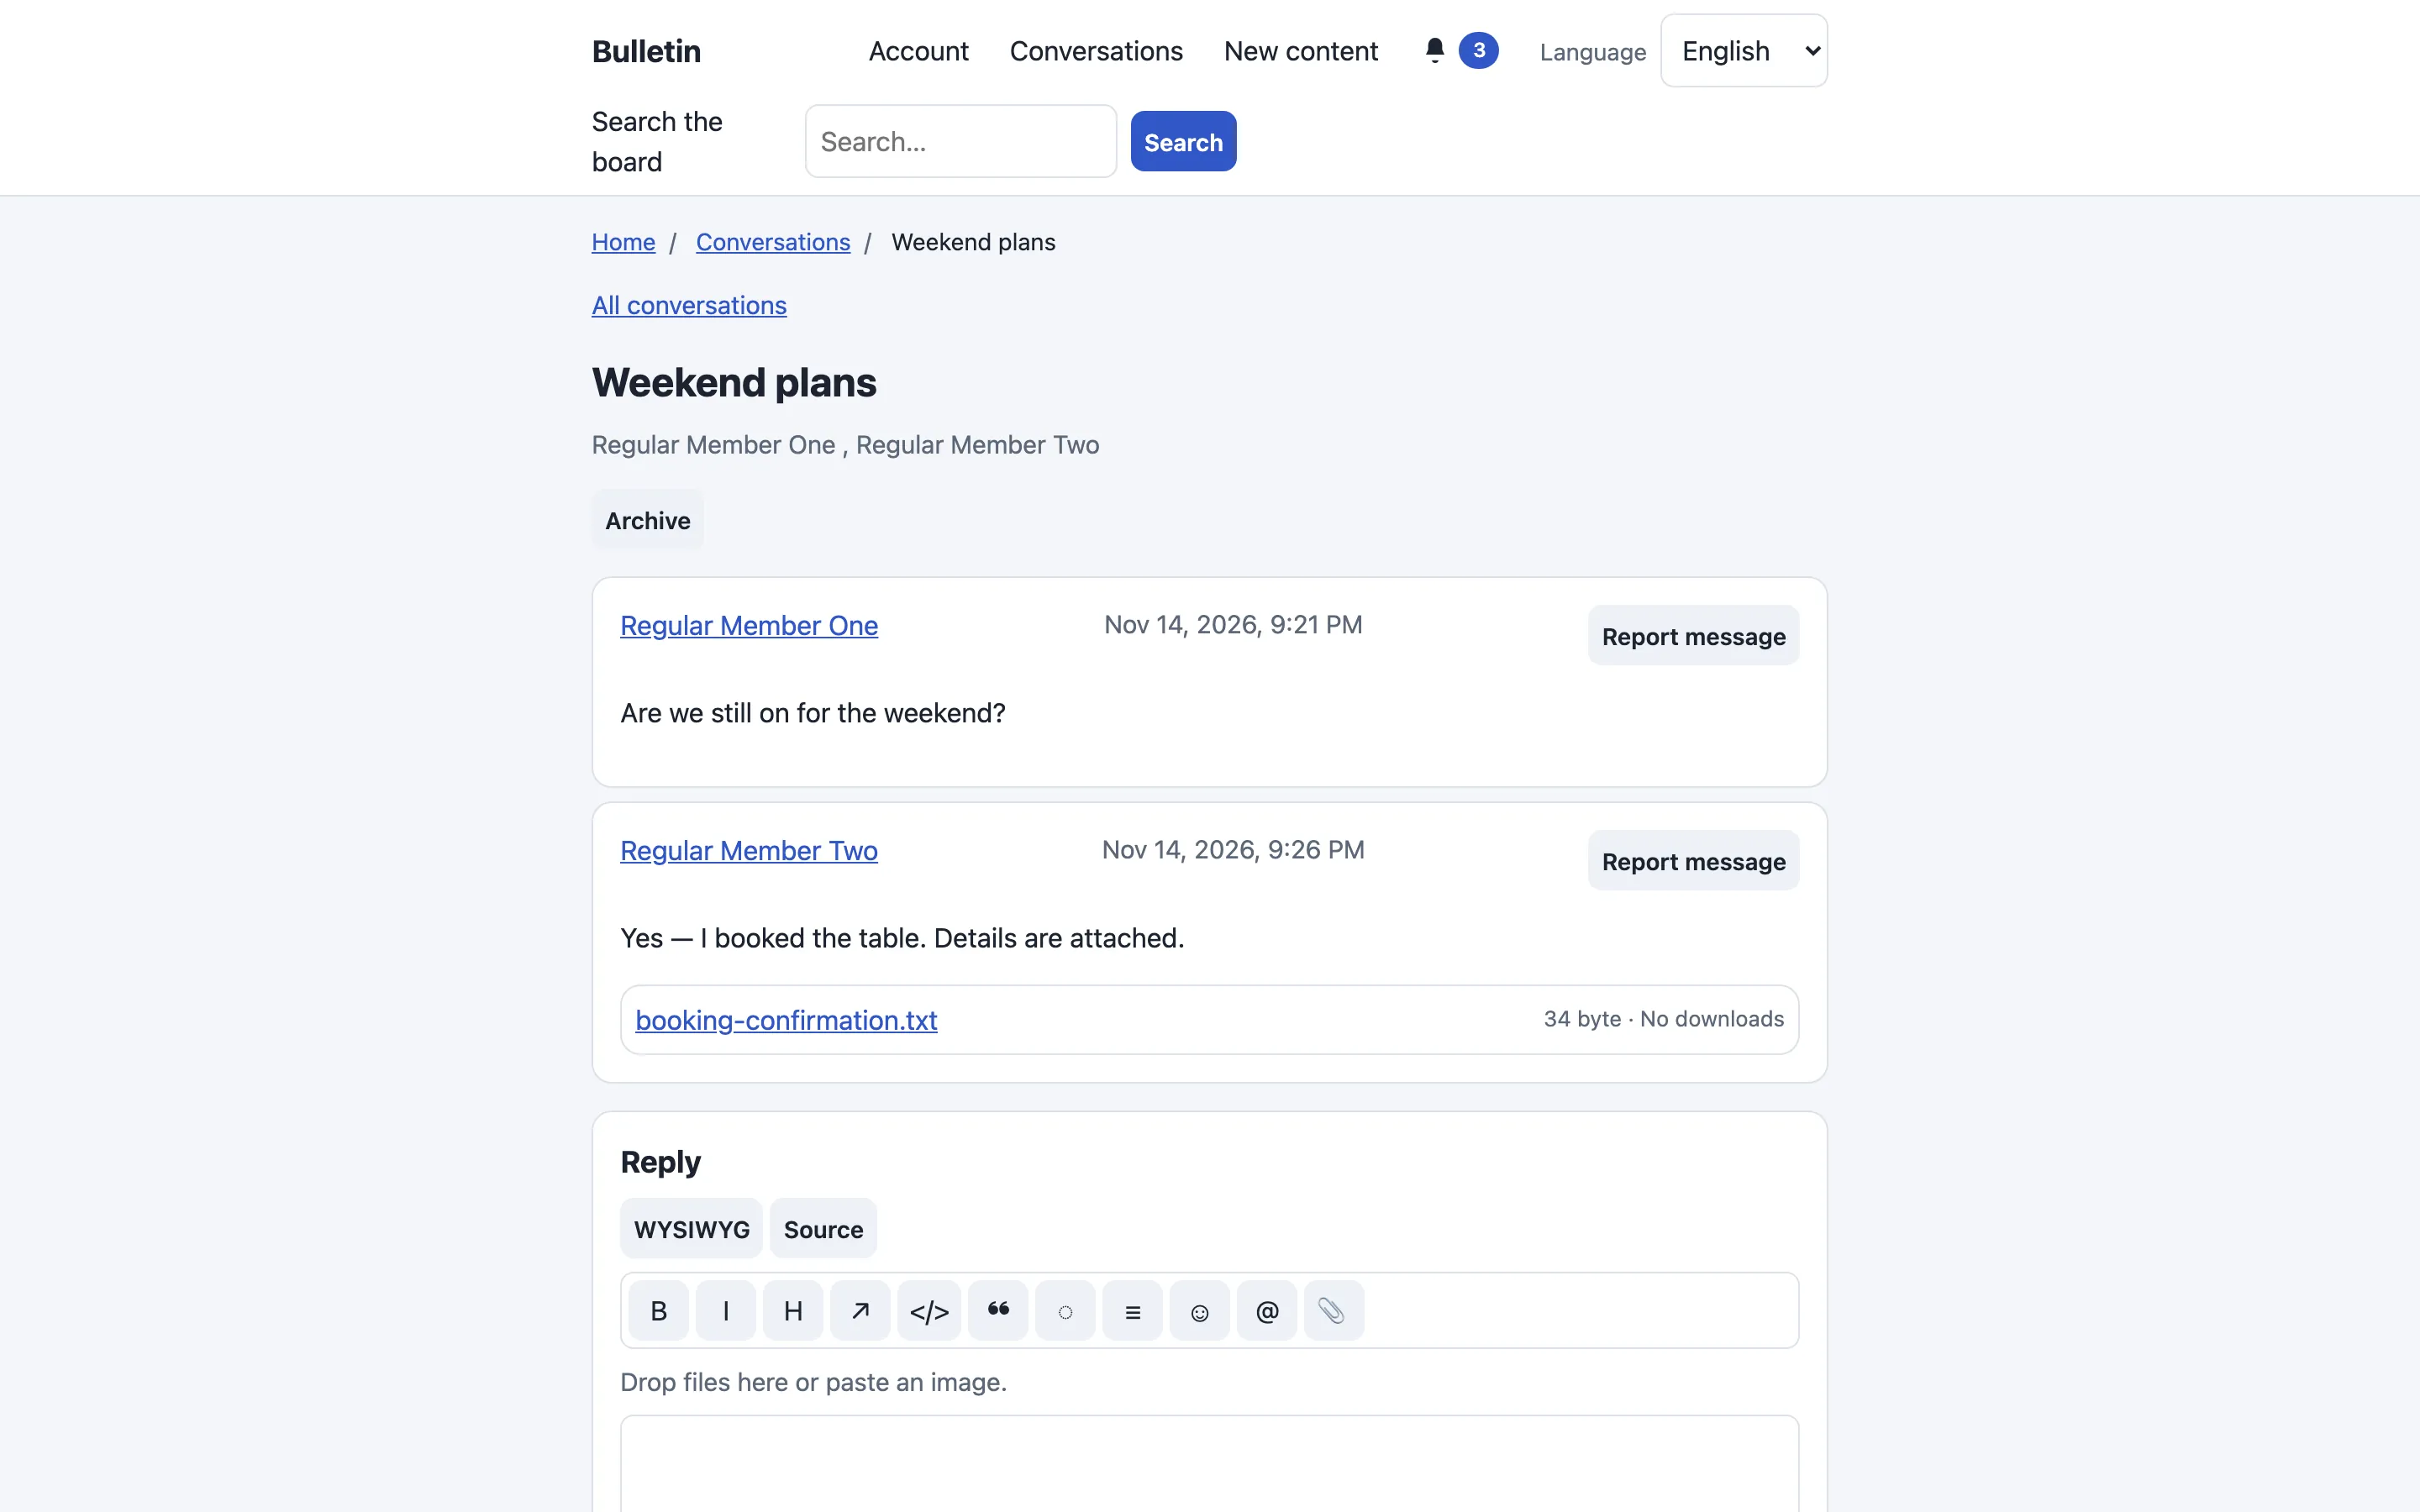 Bulletin Account Conversations New content 3 Language English
Search the
board
Search... Search
Home / Conversations / Weekend plans
All conversations
Weekend plans
Regular Member One , Regular Member Two
Archive
Regular Member One Nov 14, 2026, 9:21 PM Report message
Are we still on for the weekend?
Regular Member Two Nov 14, 2026, 9:26 PM Report message
Yes — I booked the table. Details are attached.
booking-confirmation.txt 34 byte · No downloads
Reply
WYSIWYG Source
B I H ↗ </> ❝ ◌ ≡ ☺ @ 📎
Drop files here or paste an image.